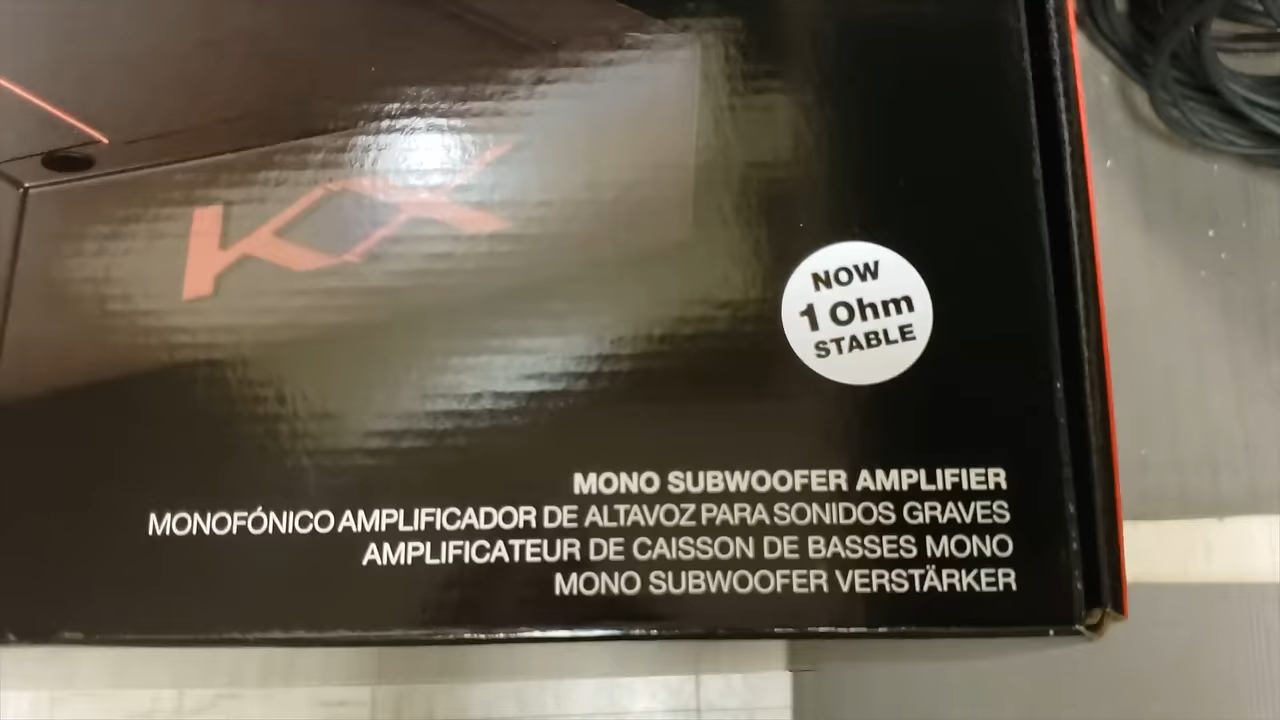 KX
NOW
1 Ohm
STABLE
MONO SUBWOOFER AMPLIFIER
MONOFÓNICO AMPLIFICADOR DE ALTAVOZ PARA SONIDOS GRAVES
AMPLIFICATEUR DE CAISSON DE BASSES MONO
MONO SUBWOOFER VERSTÄRKER